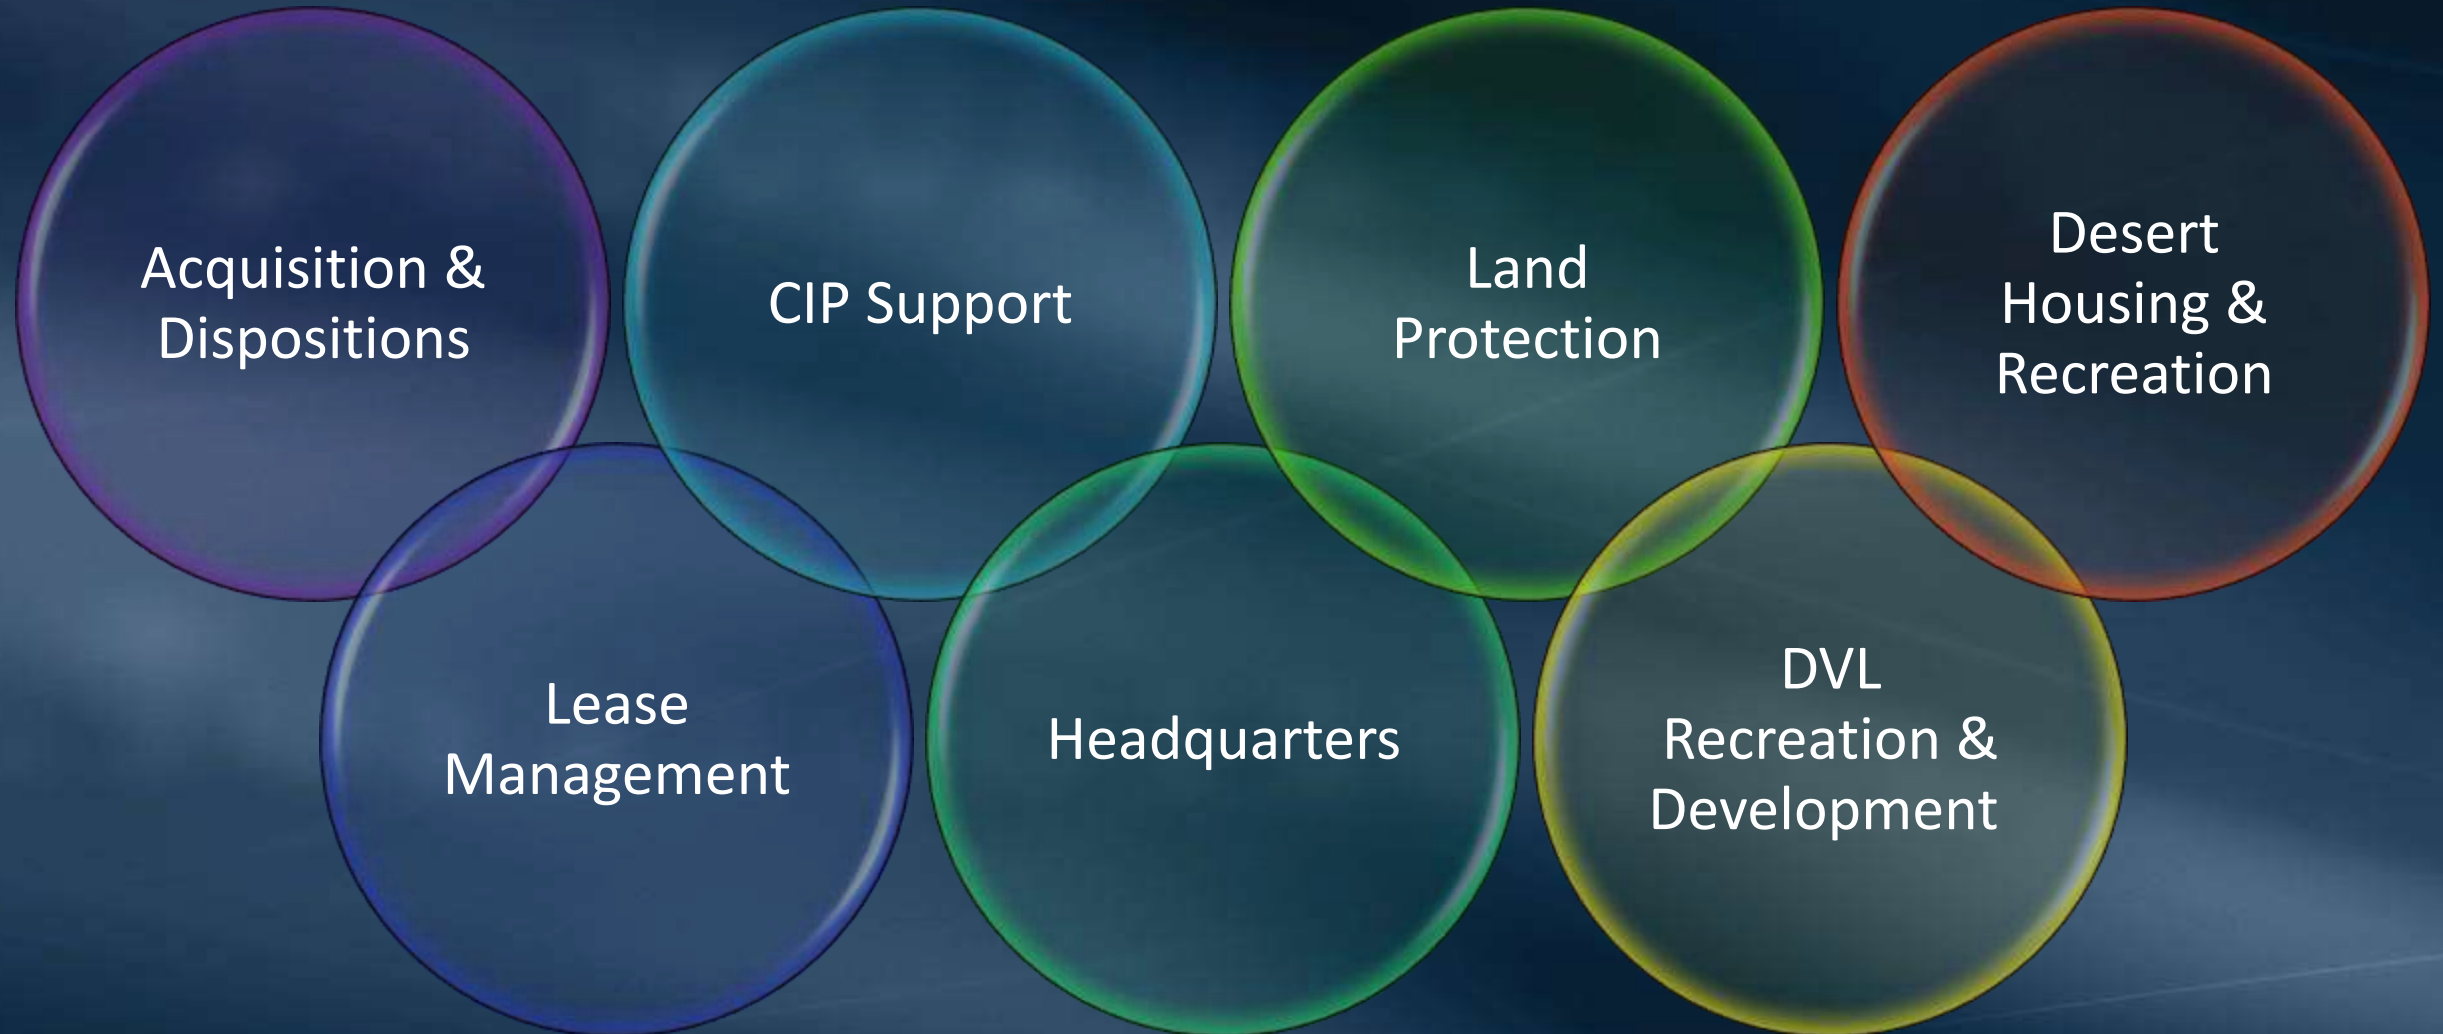 Acquisition &
Dispositions
CIP Support
Land
Protection
Desert
Housing &
Recreation
Lease
Management
Headquarters
DVL
Recreation &
Development